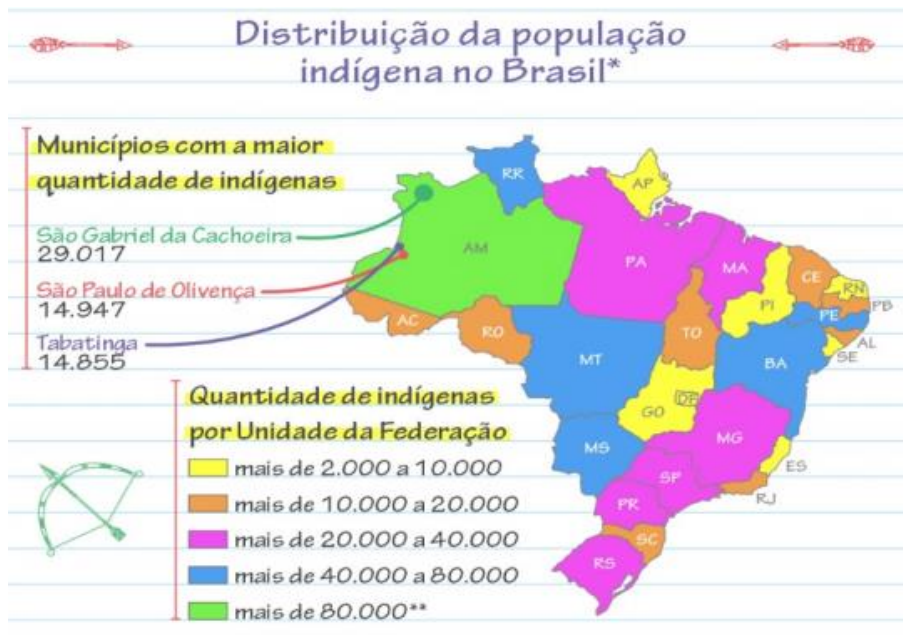 Distribuição da população
indígena no Brasil*
Municípios com a maior
quantidade de indígenas
São Gabriel da Cachoeira
29.017
São Paulo de Olivença
14.947
Tabatinga
14.855
Quantidade de indígenas
por Unidade da Federação
mais de 2.000 a 10.000
mais de 10.000 a 20.000
mais de 20.000 a 40.000
mais de 40.000 a 80.000
mais de 80.000**
RR
AP
AM
PA
MA
CE
RN
PB
PI
PE
AL
SE
AC
RO
TO
MT
BA
GO
DF
MG
MS
ES
SP
RJ
PR
SC
RS